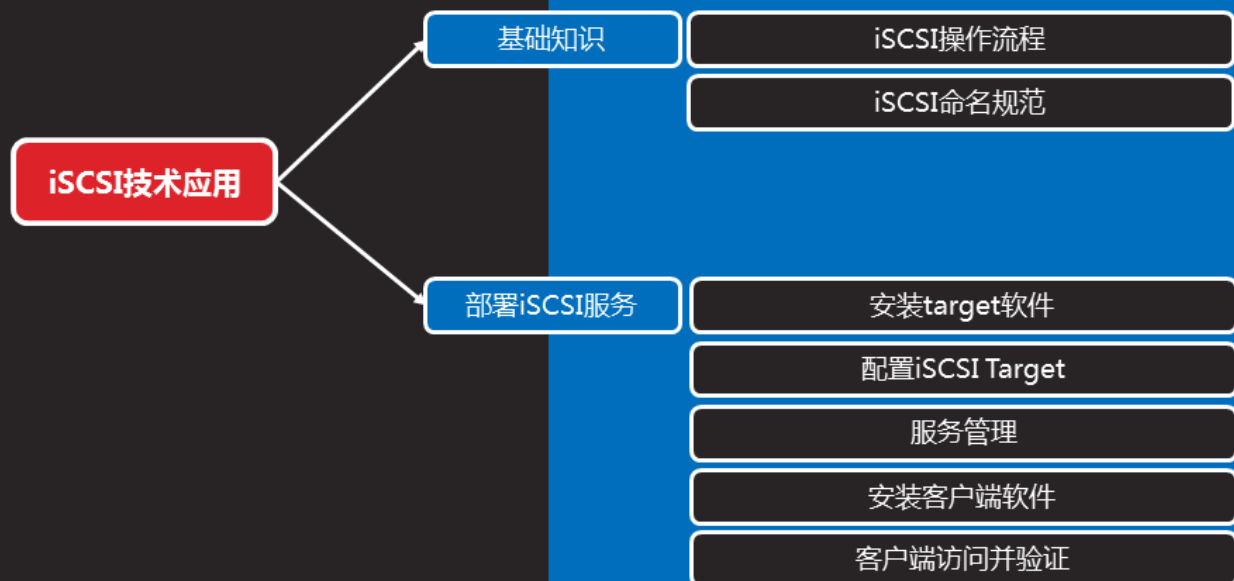 iSCSI技术应用
基础知识
iSCSI操作流程
iSCSI命名规范
部署iSCSI服务
安装target软件
配置iSCSI Target
服务管理
安装客户端软件
客户端访问并验证